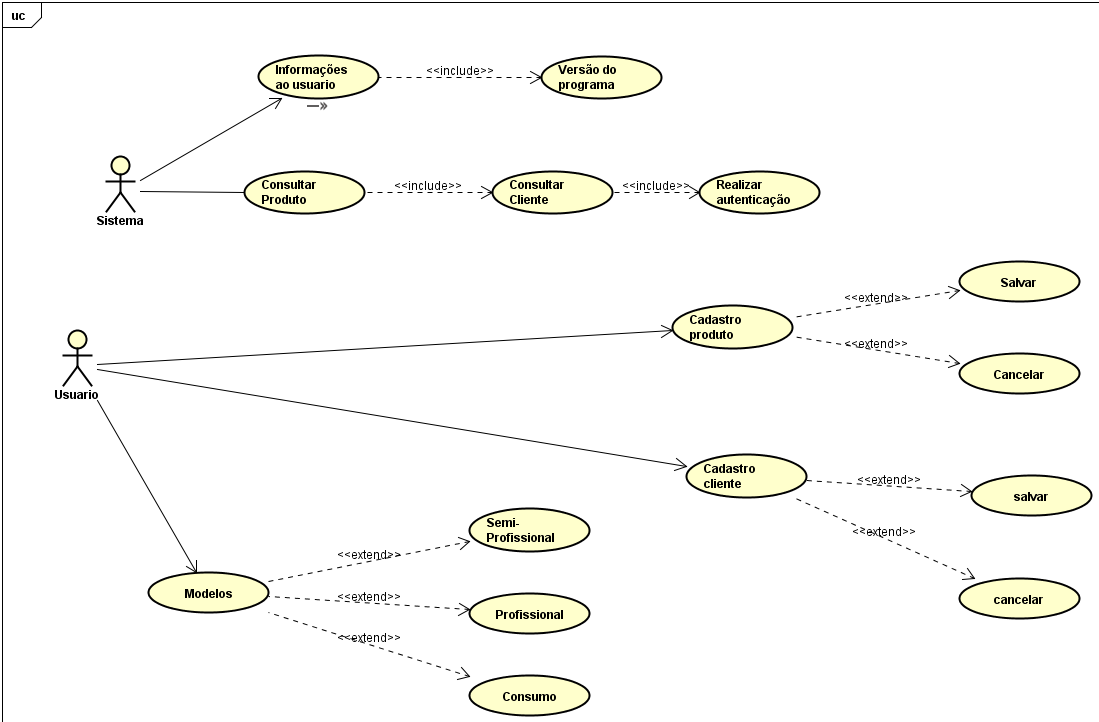 uc
Informações
ao usuario
<<include>>
Versão do
programa
Sistema
Consultar
Produto
<<include>>
Consultar
Cliente
<<include>>
Realizar
autenticação
Usuario
Cadastro
produto
<<extend>>
Salvar
<<extend>>
Cancelar
Cadastro
cliente
<<extend>>
salvar
<<extend>>
cancelar
Modelos
<<extend>>
Semi-
Profissional
<<extend>>
Profissional
<<extend>>
Consumo